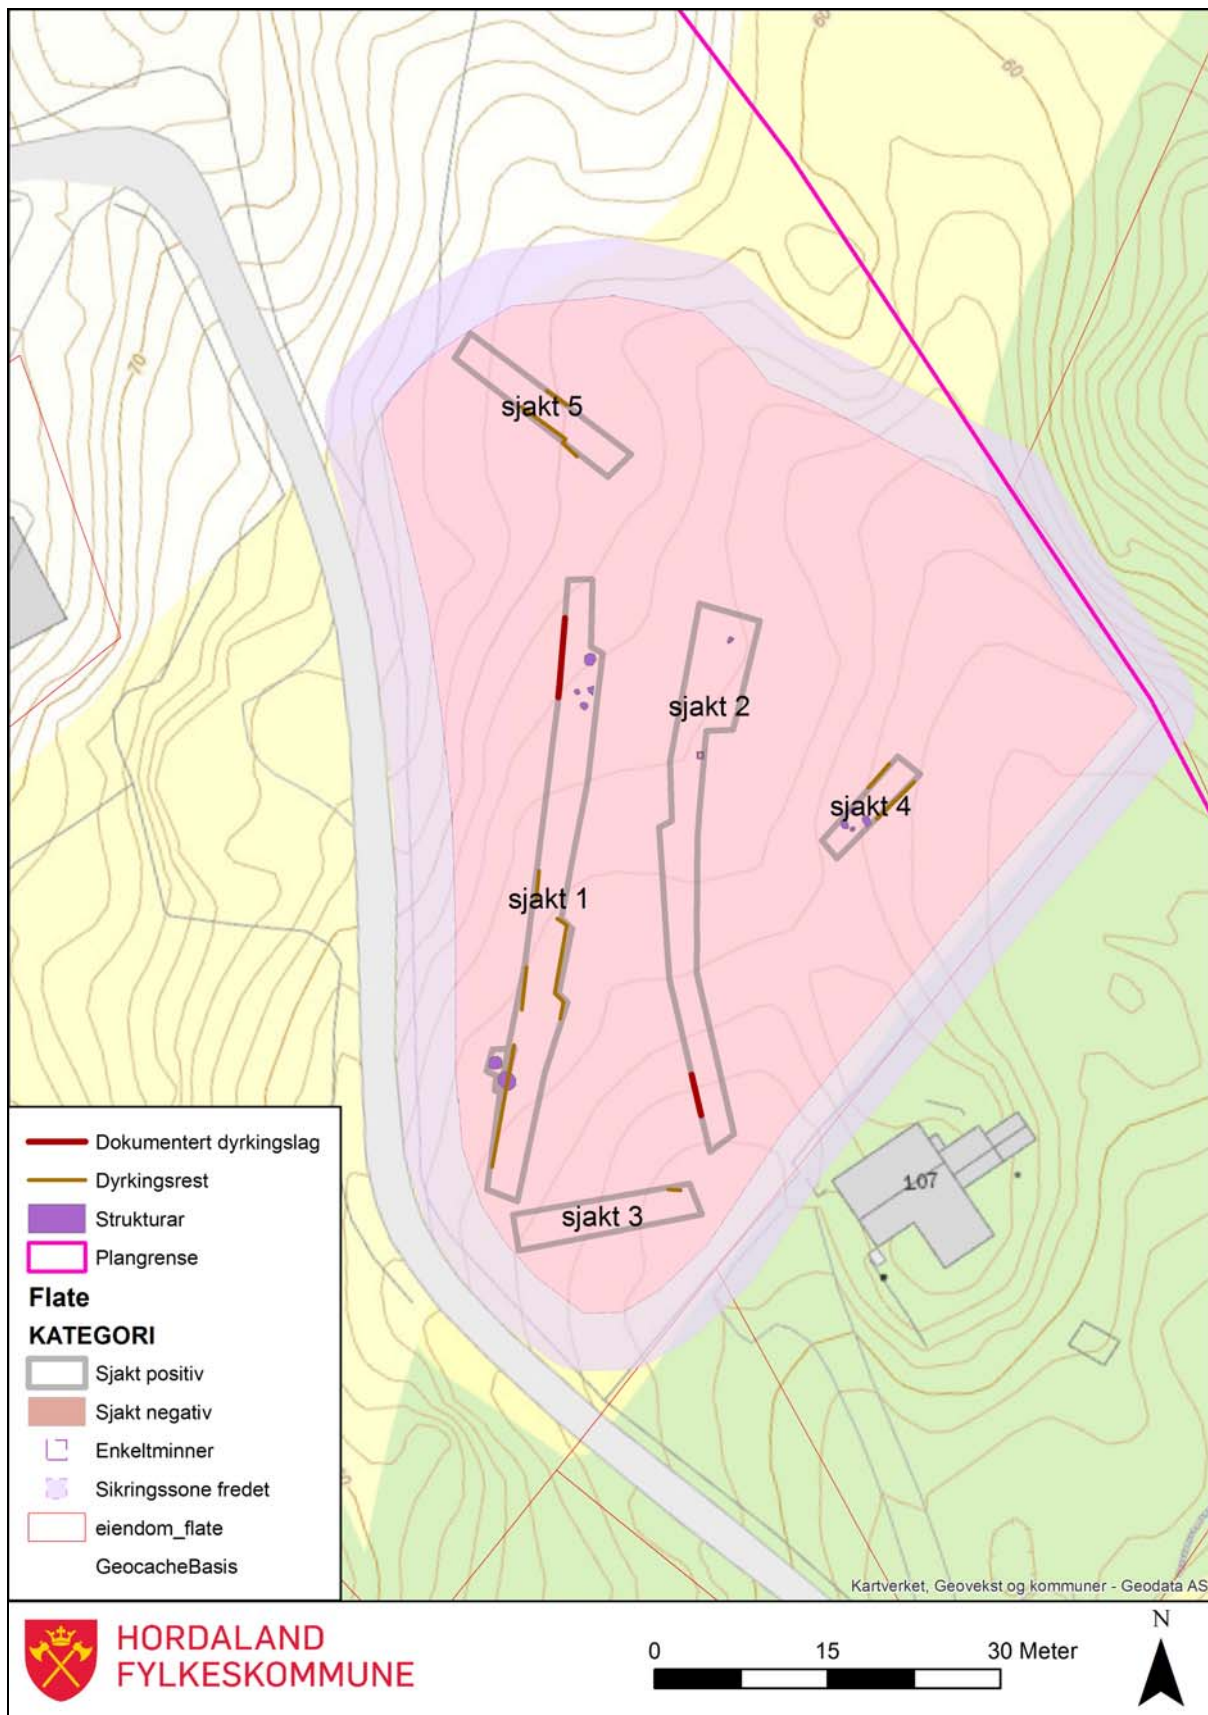 60
60
70
sjakt 5
sjakt 2
sjakt 4
sjakt 1
sjakt 3
107
Dokumentert dyrkingslag
Dyrkingsrest
Strukturar
Plangrense
Flate
KATEGORI
Sjakt positiv
Sjakt negativ
Enkeltminner
Sikringssone fredet
eiendom_flate
GeocacheBasis
Kartverket, Geovekst og kommuner - Geodata AS
HORDALAND
FYLKESKOMMUNE
0 15 30 Meter
N